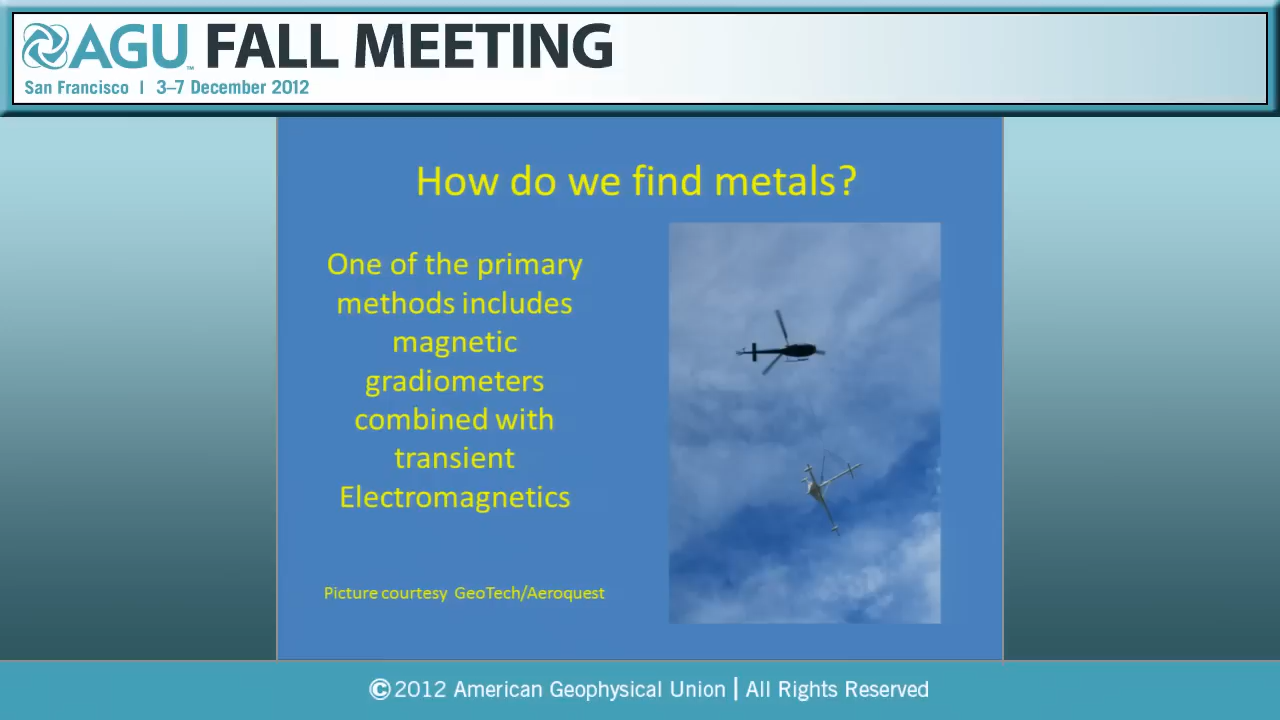 AGU™ FALL MEETING
San Francisco | 3–7 December 2012
How do we find metals?
One of the primary
methods includes
magnetic
gradiometers
combined with
transient
Electromagnetics
Picture courtesy GeoTech/Aeroquest
©2012 American Geophysical Union | All Rights Reserved